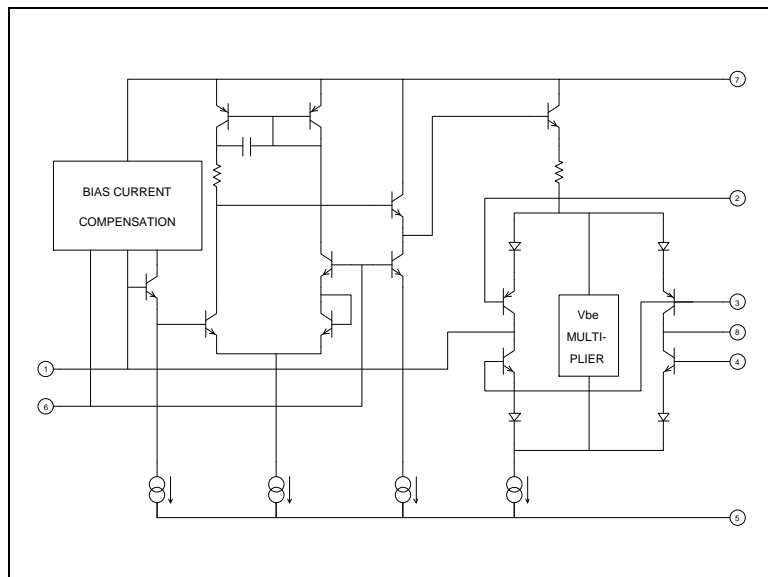 7
BIAS CURRENT
COMPENSATION
2
3
Vbe
MULTI-
PLIER
8
4
1
6
5